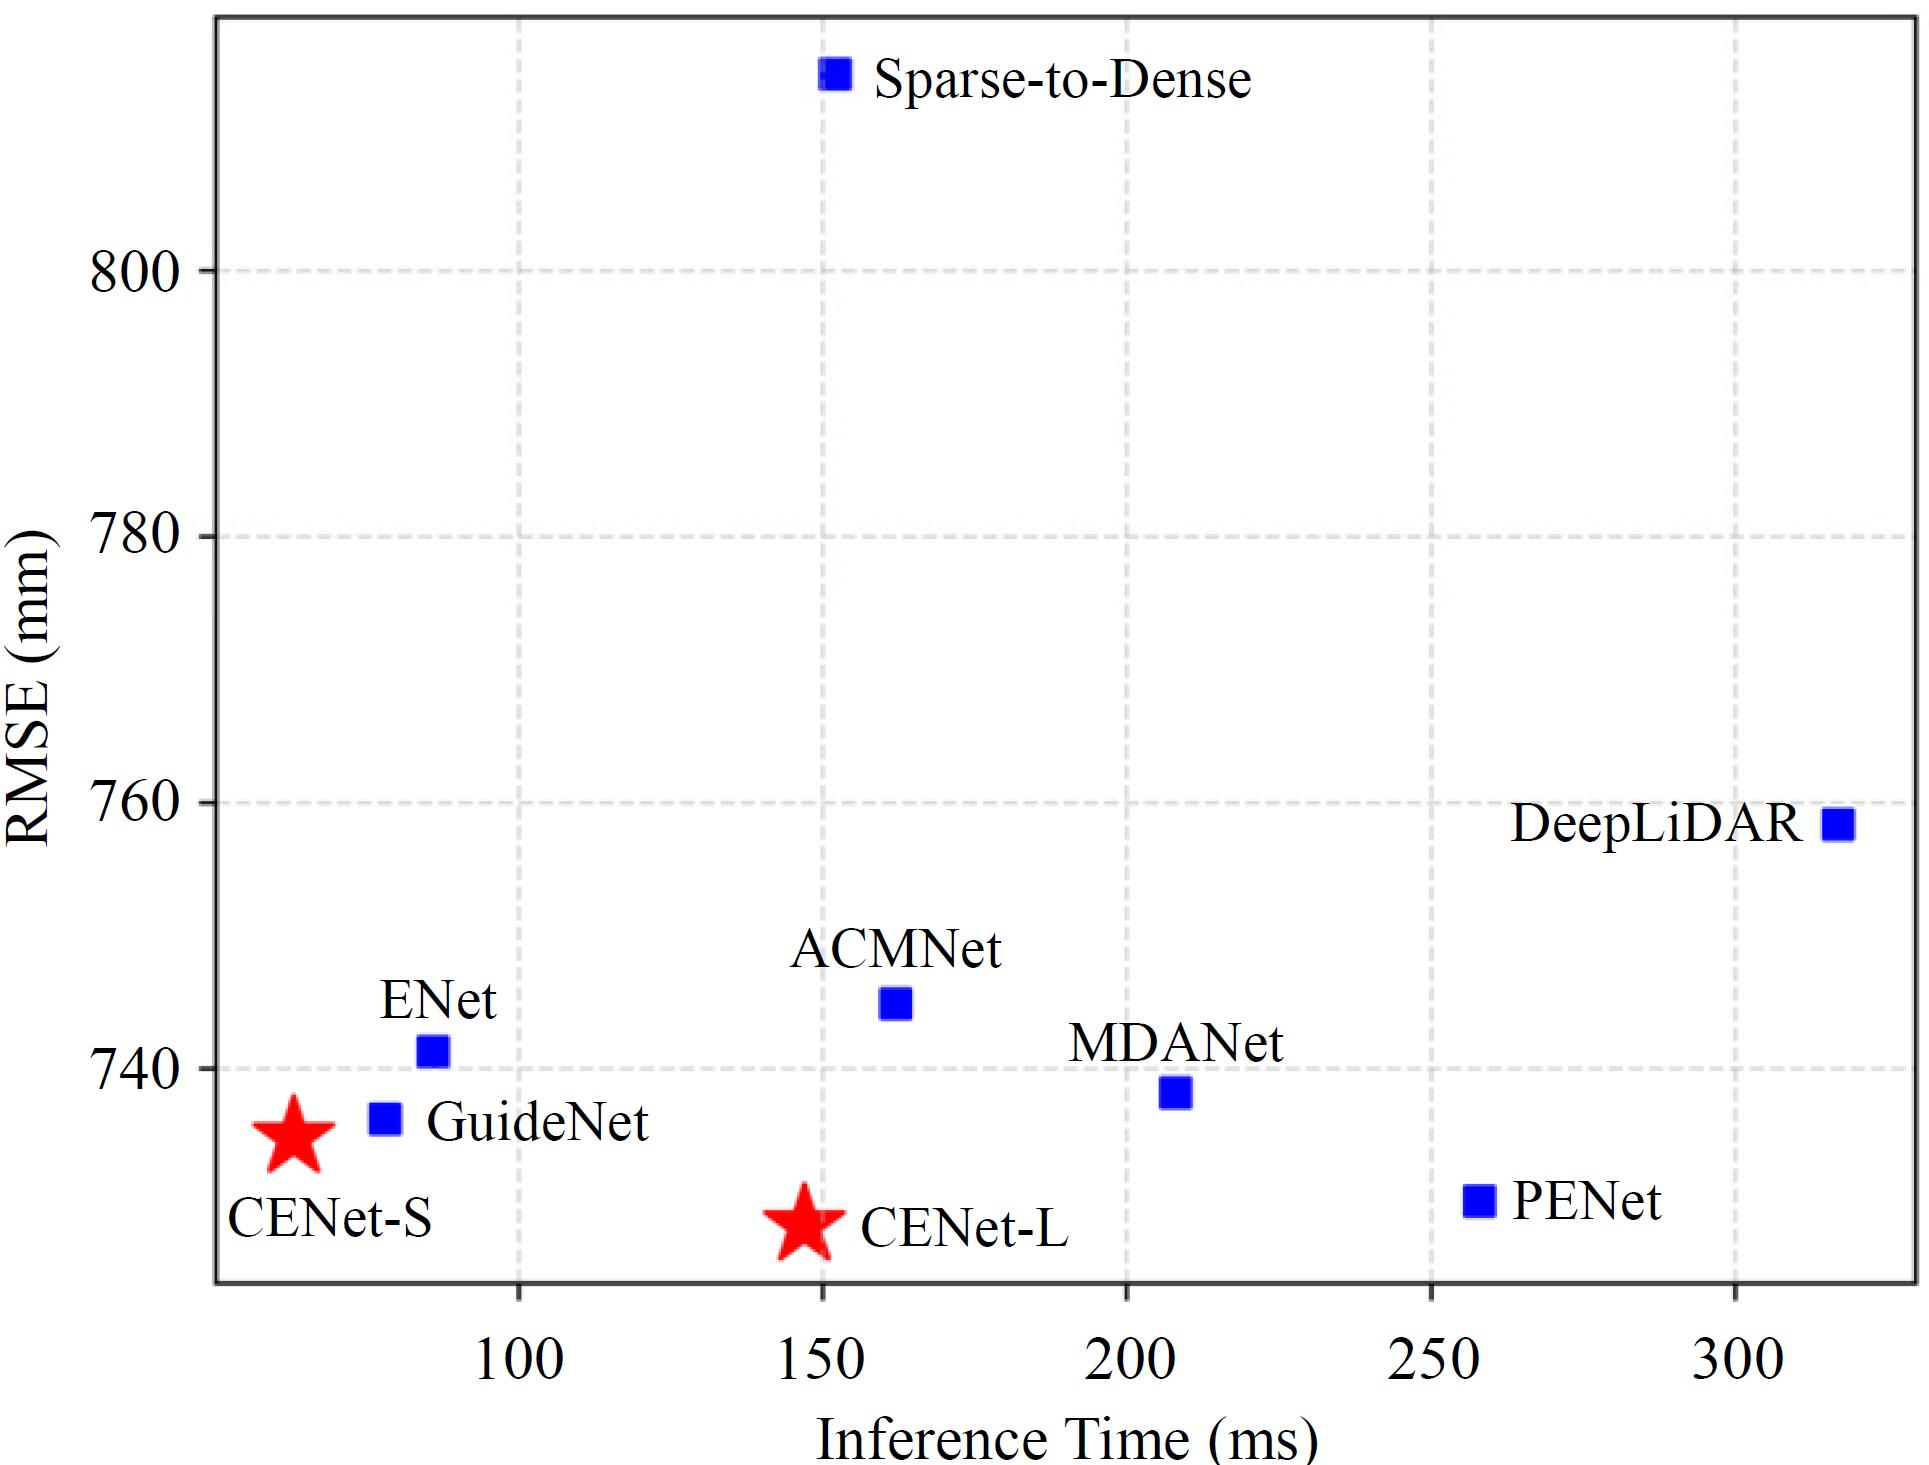 Sparse-to-Dense
800
780
760
740
RMSE (mm)
DeepLiDAR
ACMNet
ENet
MDANet
GuideNet
CENet-S
CENet-L
PENet
100
150
200
250
300
Inference Time (ms)